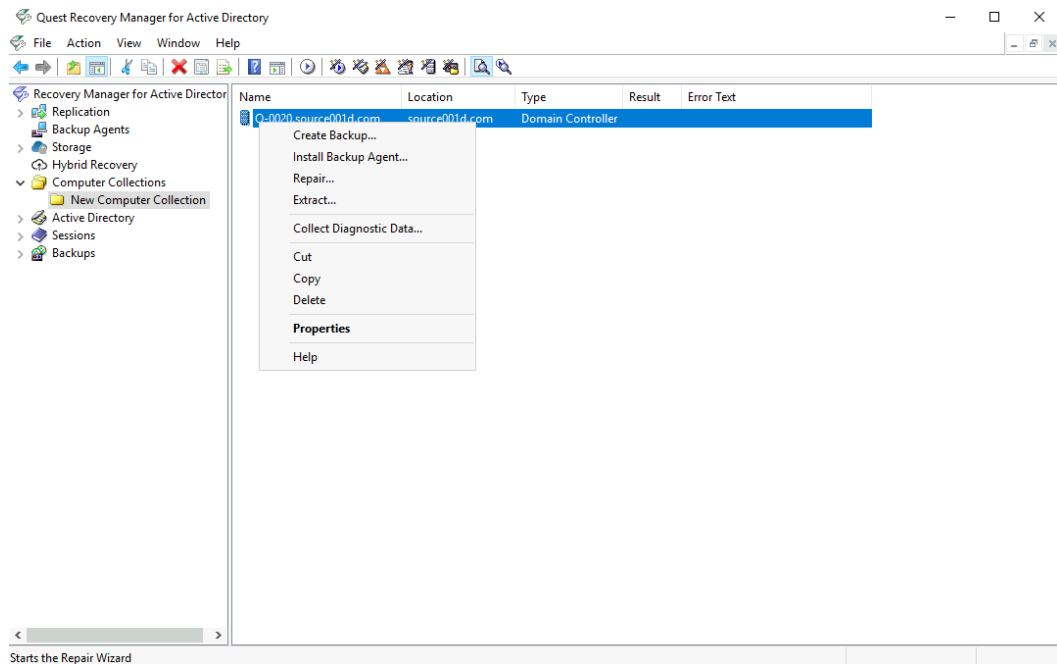 Quest Recovery Manager for Active Directory
File Action View Window Help
Recovery Manager for Active Director
Replication
Backup Agents
Storage
Hybrid Recovery
Computer Collections
New Computer Collection
Active Directory
Sessions
Backups
Name Location Type Result Error Text
Q-0020.source001d.com source001d.com Domain Controller
Create Backup...
Install Backup Agent...
Repair...
Extract...
Collect Diagnostic Data...
Cut
Copy
Delete
Properties
Help
Starts the Repair Wizard